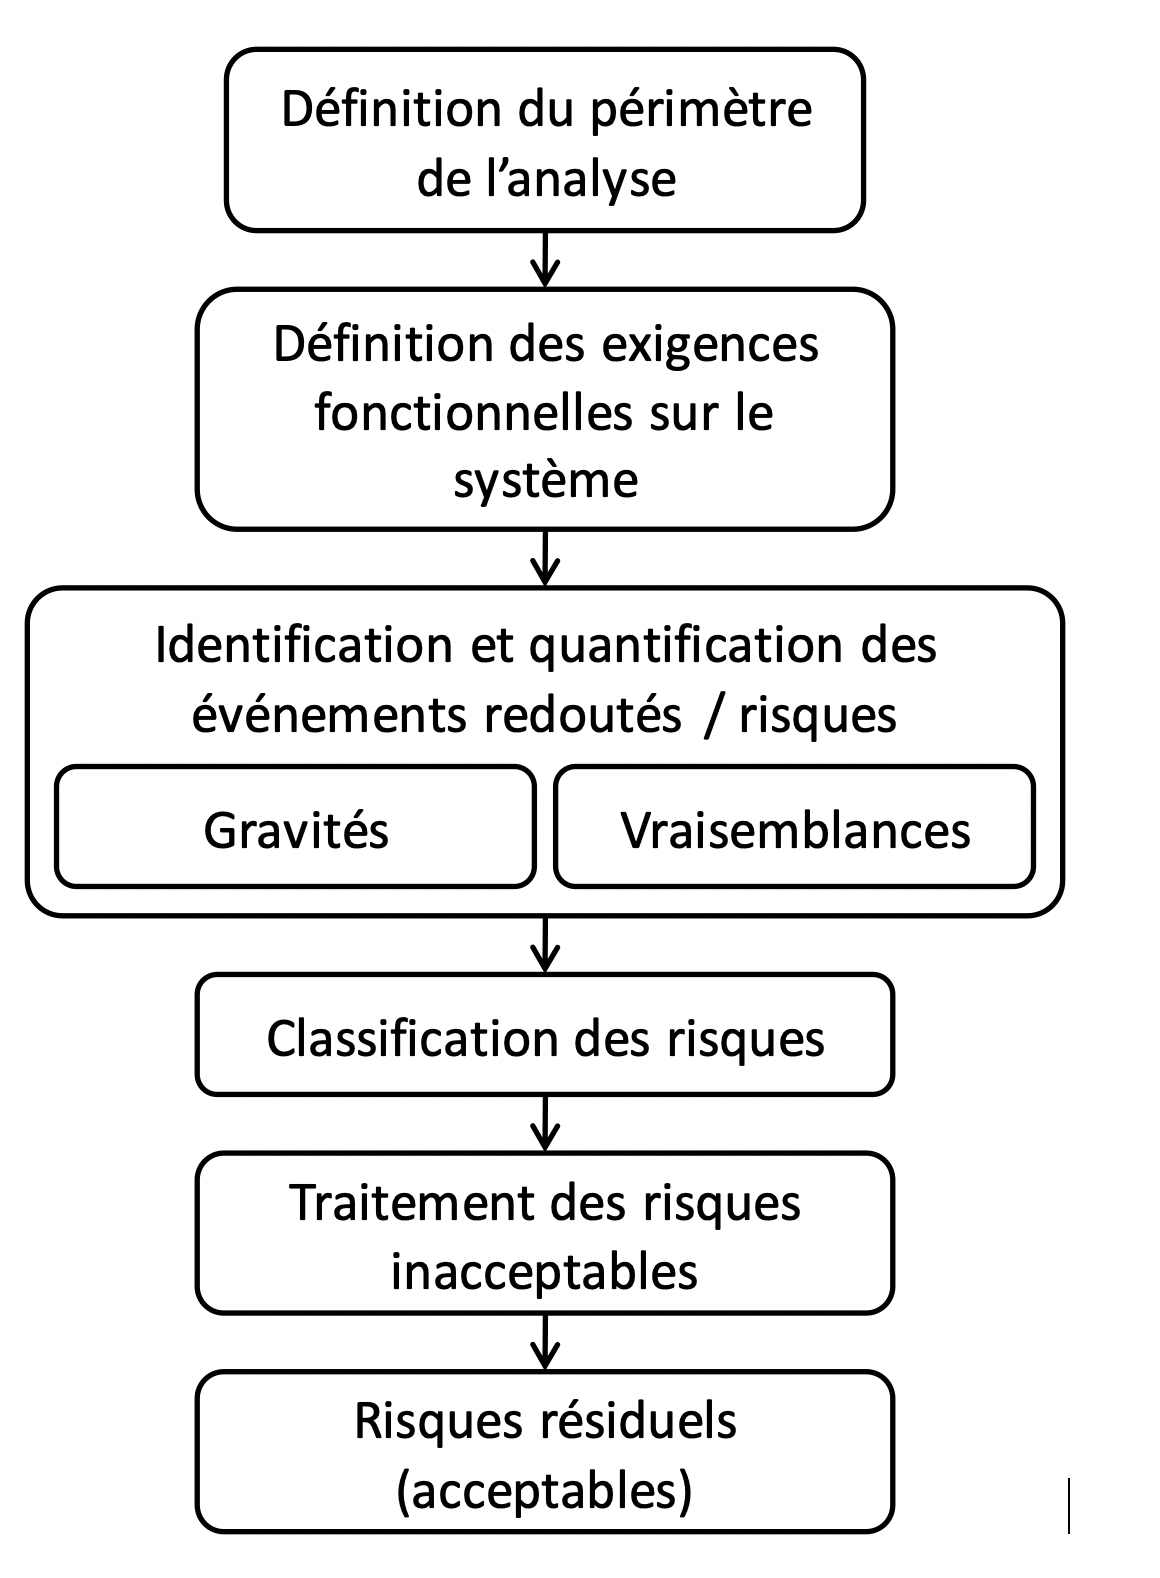 Définition du périmètre
de l’analyse
Définition des exigences
fonctionnelles sur le
système
Identification et quantification des
événements redoutés / risques
Gravités
Vraisemblances
Classification des risques
Traitement des risques
inacceptables
Risques résiduels
(acceptables)